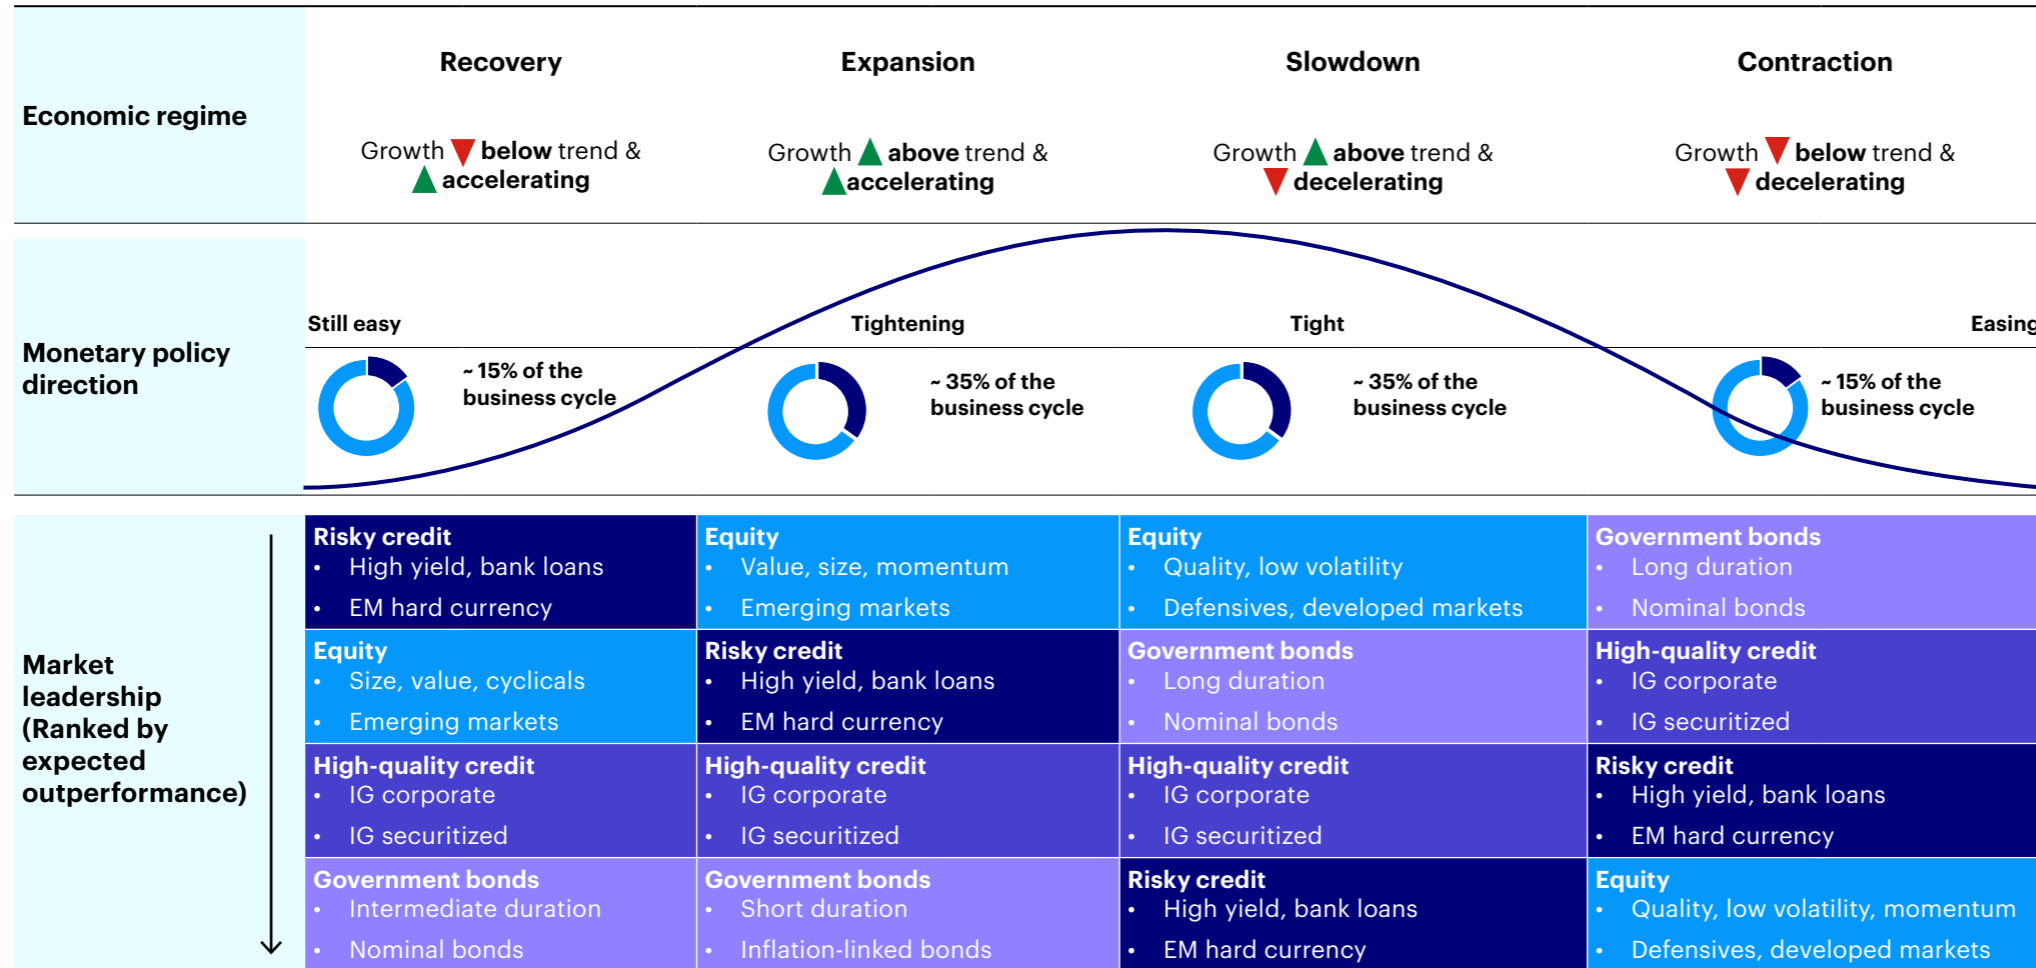 Economic regime
Recovery
Growth ▼ below trend &
▲ accelerating
Expansion
Growth ▲ above trend &
▲ accelerating
Slowdown
Growth ▲ above trend &
▼ decelerating
Contraction
Growth ▼ below trend &
▼ decelerating
Monetary policy
direction
Still easy
~ 15% of the
business cycle
Tightening
~ 35% of the
business cycle
Tight
~ 35% of the
business cycle
Easing
~ 15% of the
business cycle
Market
leadership
(Ranked by
expected
outperformance)
Risky credit
• High yield, bank loans
• EM hard currency
Equity
• Value, size, momentum
• Emerging markets
Equity
• Quality, low volatility
• Defensives, developed markets
Government bonds
• Long duration
• Nominal bonds
Equity
• Size, value, cyclicals
• Emerging markets
Risky credit
• High yield, bank loans
• EM hard currency
Government bonds
• Long duration
• Nominal bonds
High-quality credit
• IG corporate
• IG securitized
High-quality credit
• IG corporate
• IG securitized
High-quality credit
• IG corporate
• IG securitized
High-quality credit
• IG corporate
• IG securitized
Risky credit
• High yield, bank loans
• EM hard currency
Government bonds
• Intermediate duration
• Nominal bonds
Government bonds
• Short duration
• Inflation-linked bonds
Risky credit
• High yield, bank loans
• EM hard currency
Equity
• Quality, low volatility, momentum
• Defensives, developed markets